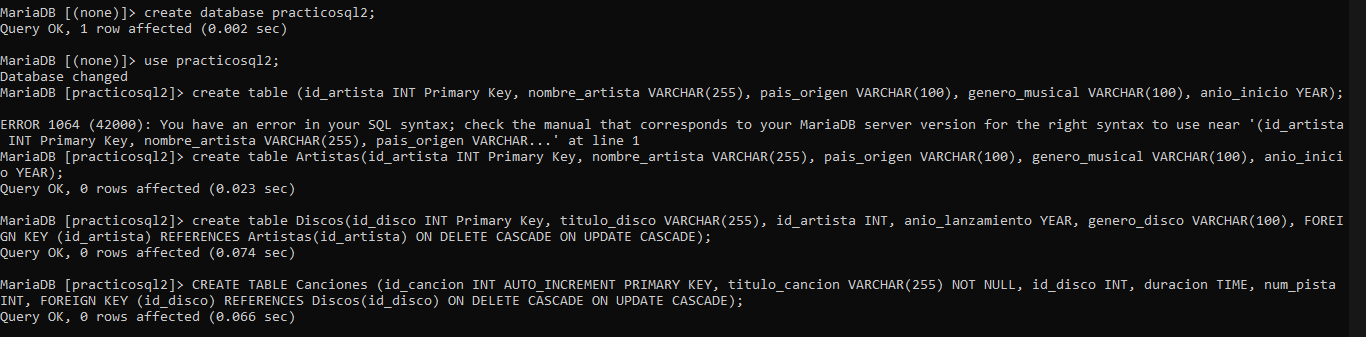 MariaDB [(none)]> create database practicosql2;
Query OK, 1 row affected (0.002 sec)
MariaDB [(none)]> use practicosql2;
Database changed
MariaDB [practicosql2]> create table (id_artista INT Primary Key, nombre_artista VARCHAR(255), pais_origen VARCHAR(100), genero_musical VARCHAR(100), anio_inicio YEAR);
ERROR 1064 (42000): You have an error in your SQL syntax; check the manual that corresponds to your MariaDB server version for the right syntax to use near '(id_artista
 INT Primary Key, nombre_artista VARCHAR(255), pais_origen VARCHAR...' at line 1
MariaDB [practicosql2]> create table Artistas(id_artista INT Primary Key, nombre_artista VARCHAR(255), pais_origen VARCHAR(100), genero_musical VARCHAR(100), anio_inici
o YEAR);
Query OK, 0 rows affected (0.023 sec)
MariaDB [practicosql2]> create table Discos(id_disco INT Primary Key, titulo_disco VARCHAR(255), id_artista INT, anio_lanzamiento YEAR, genero_disco VARCHAR(100), FOREI
GN KEY (id_artista) REFERENCES Artistas(id_artista) ON DELETE CASCADE ON UPDATE CASCADE);
Query OK, 0 rows affected (0.074 sec)
MariaDB [practicosql2]> CREATE TABLE Canciones (id_cancion INT AUTO_INCREMENT PRIMARY KEY, titulo_cancion VARCHAR(255) NOT NULL, id_disco INT, duracion TIME, num_pista
INT, FOREIGN KEY (id_disco) REFERENCES Discos(id_disco) ON DELETE CASCADE ON UPDATE CASCADE);
Query OK, 0 rows affected (0.066 sec)